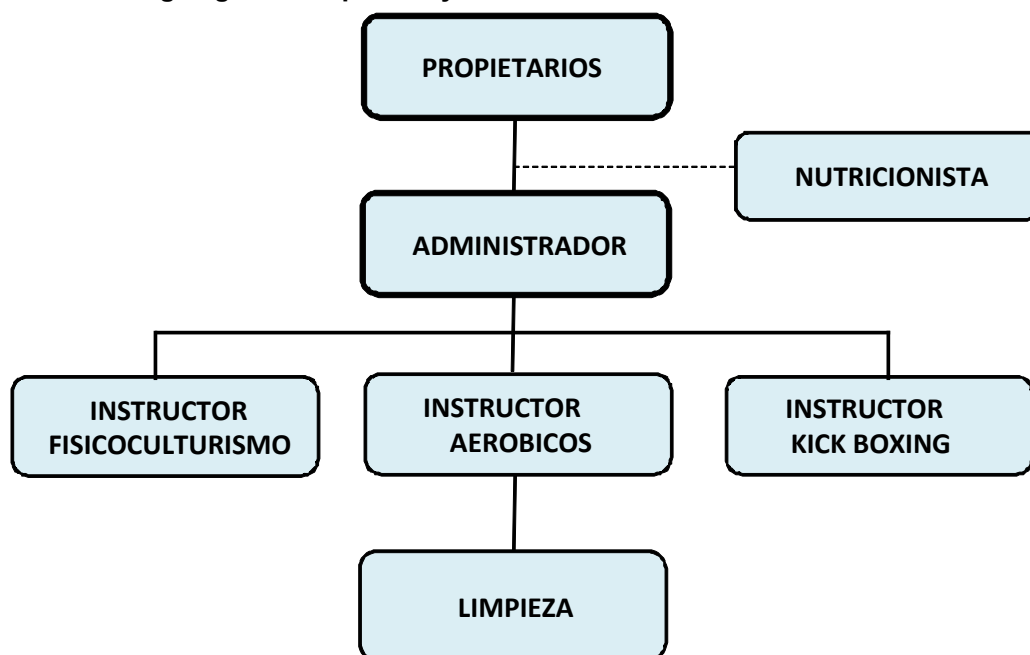 PROPIETARIOS
NUTRICIONISTA
ADMINISTRADOR
INSTRUCTOR
FISICOCULTURISMO
INSTRUCTOR
AEROBICOS
INSTRUCTOR
KICK BOXING
LIMPIEZA